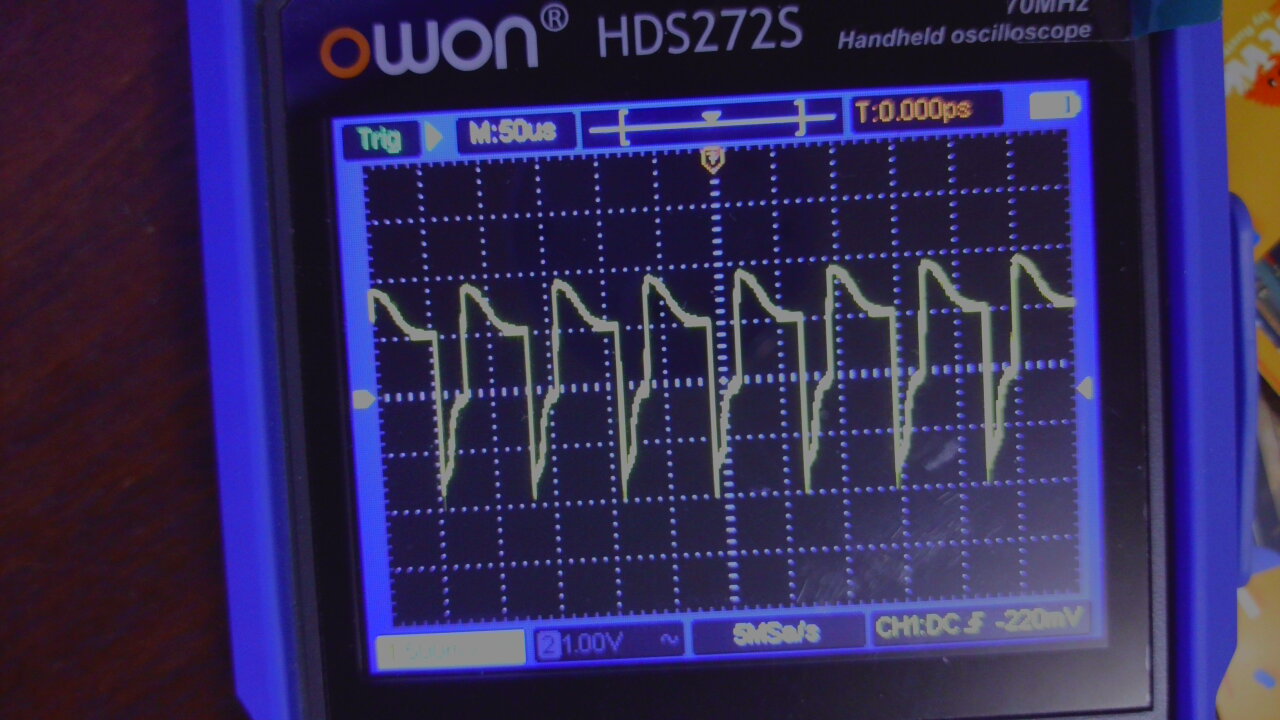 owon® HDS272S
70MHz
Handheld oscilloscope
Trig M:50us T:0.000ps
T
2 1.00V ~ 5MSa/s CH1:DC -220mV